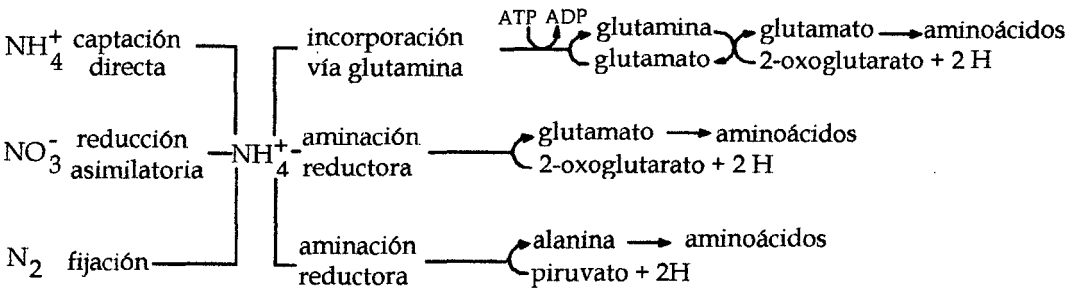 ATP ADP
NH4+ captación directa
incorporación vía glutamina
glutamina
glutamato
glutamato → aminoácidos
2-oxoglutarato + 2 H
NO3- reducción asimilatoria
NH4+
aminación reductora
glutamato → aminoácidos
2-oxoglutarato + 2 H
N2 fijación
aminación reductora
alanina → aminoácidos
piruvato + 2H